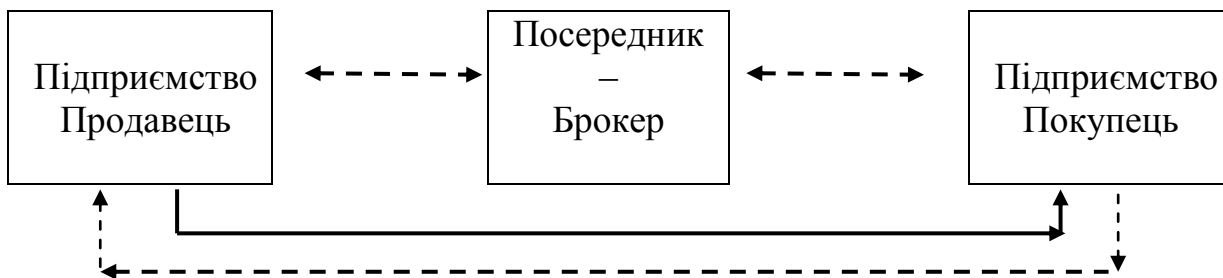 Підприємство
Продавець
Посередник
–
Брокер
Підприємство
Покупець